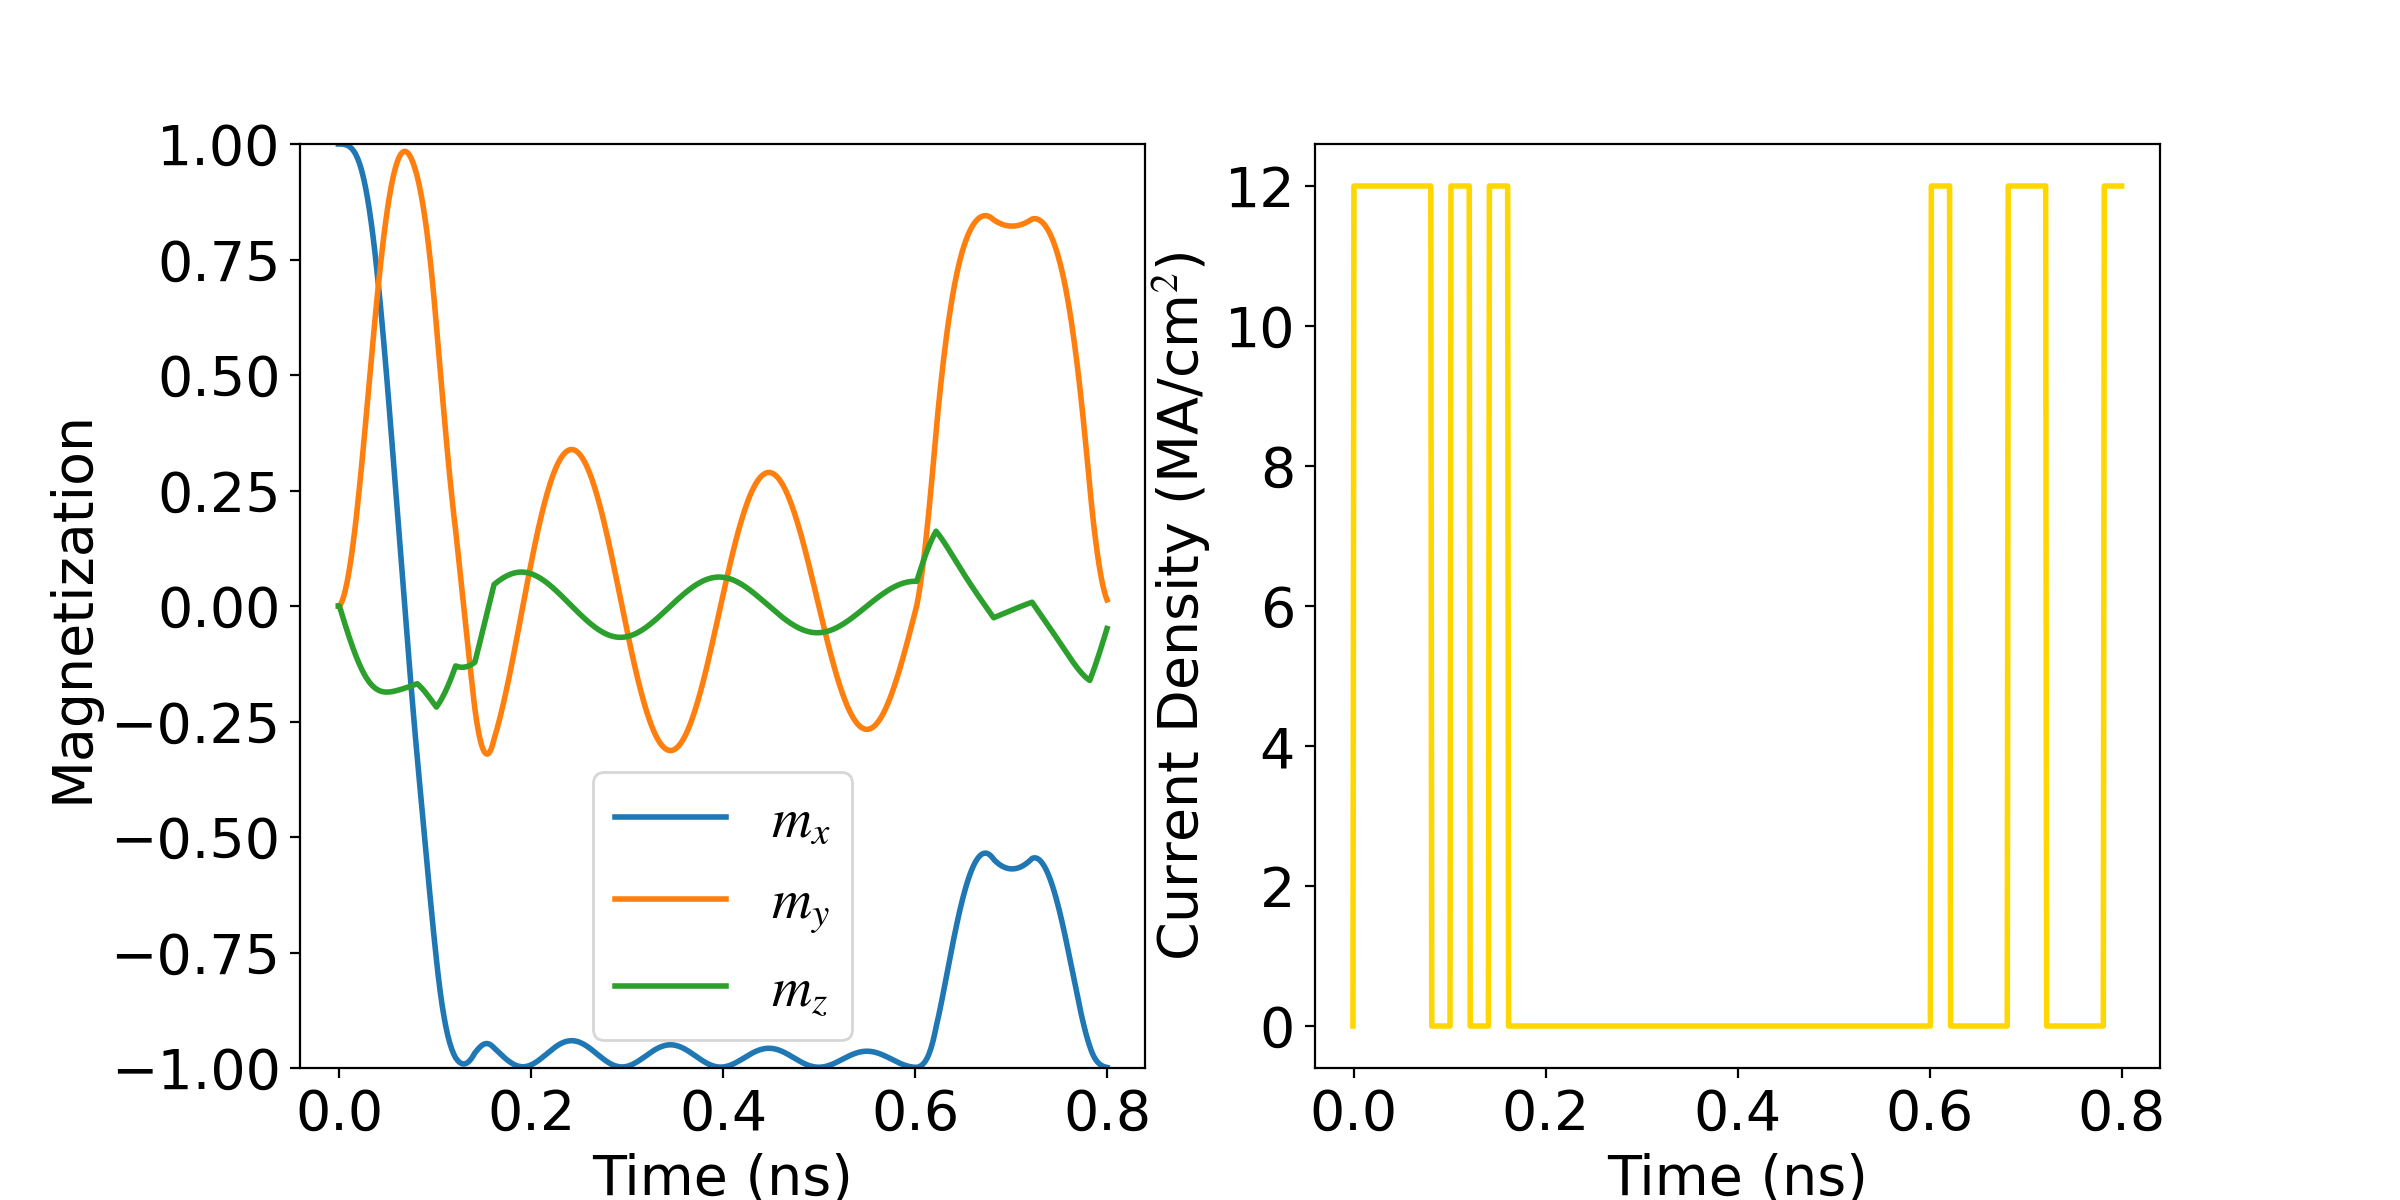 Magnetization
1.00
0.75
0.50
0.25
0.00
−0.25
−0.50
−0.75
−1.00
0.0 0.2 0.4 0.6 0.8
Time (ns)
m_x
m_y
m_z
Current Density (MA/cm²)
12
10
8
6
4
2
0
0.0 0.2 0.4 0.6 0.8
Time (ns)